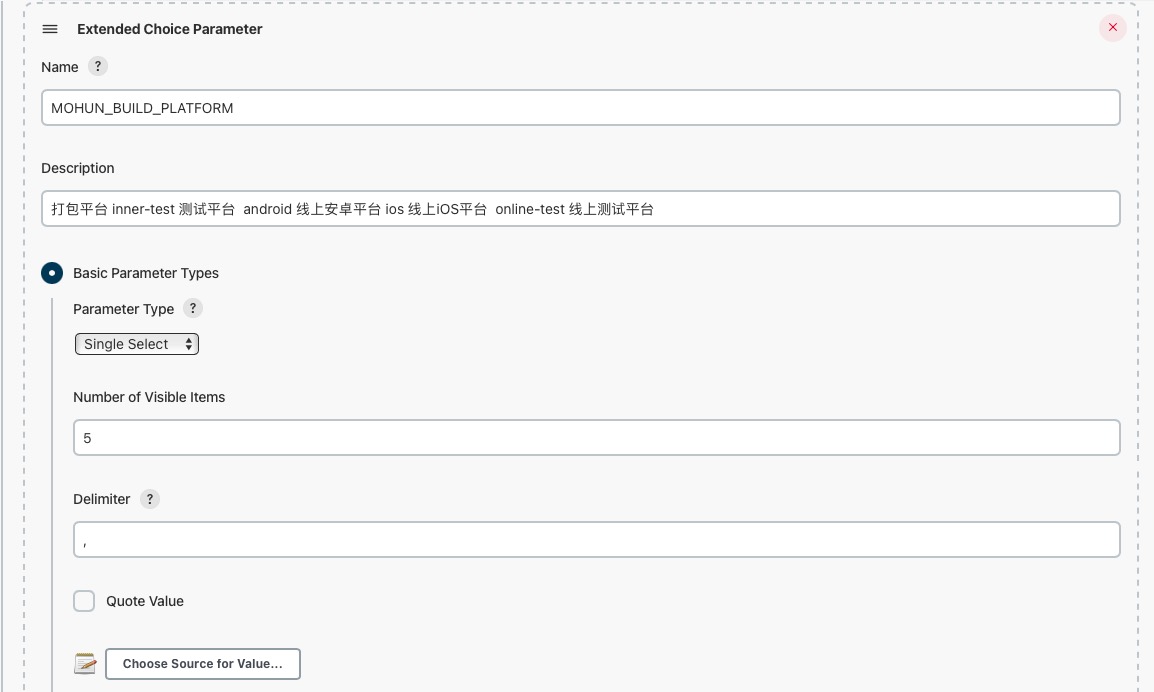 Extended Choice Parameter
Name ?
MOHUN_BUILD_PLATFORM
Description
打包平台 inner-test 测试平台  android 线上安卓平台 ios 线上iOS平台  online-test 线上测试平台
Basic Parameter Types
Parameter Type ?
Single Select
Number of Visible Items
5
Delimiter ?
,
Quote Value
Choose Source for Value...